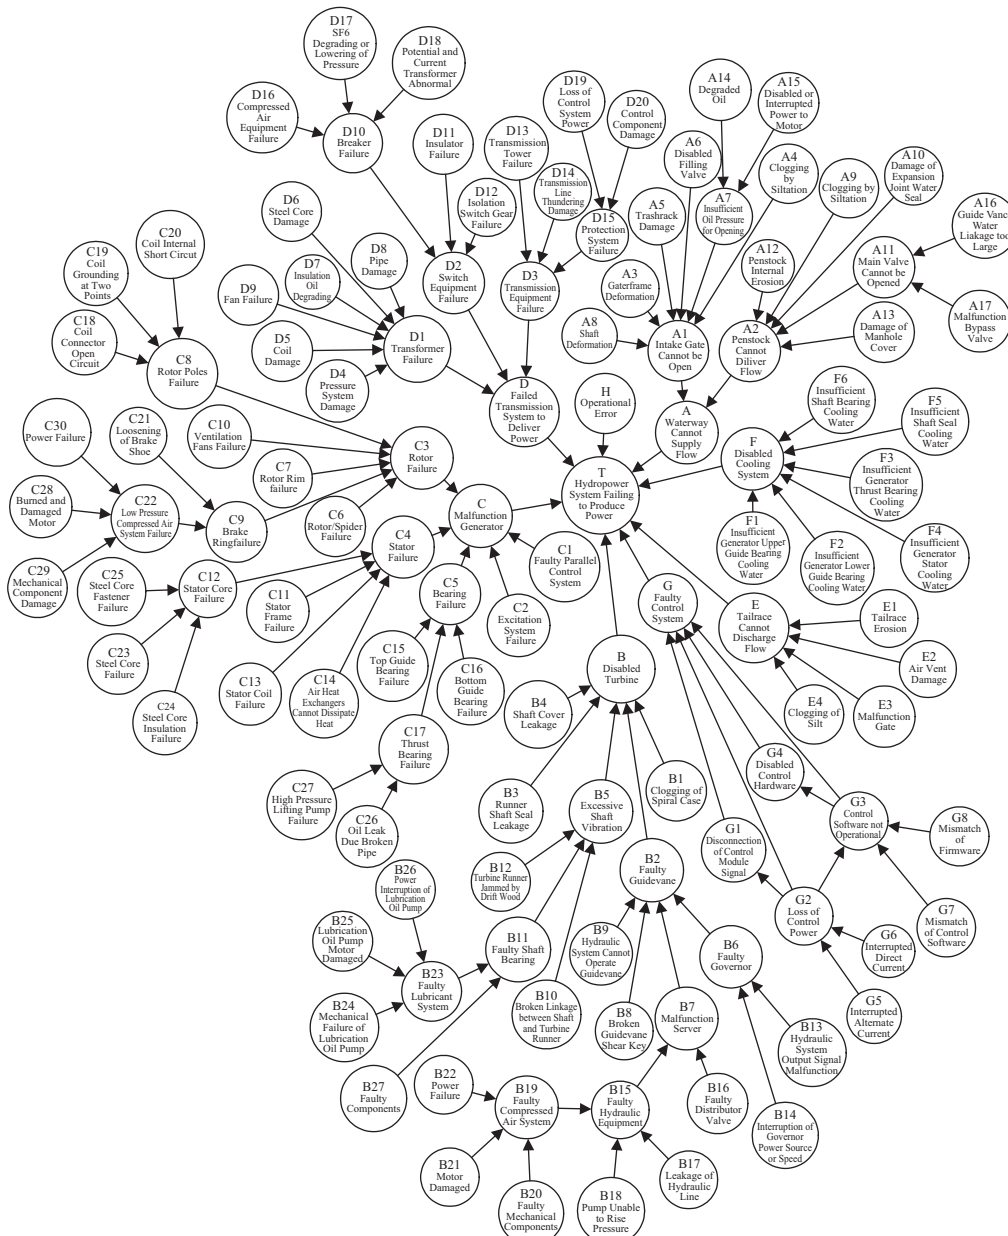 D17
SF6
Degrading or
Lowering of
Pressure
D18
Potential and
Current
Transformer
Abnormal
D16
Compressed
Air
Equipment
Failure
D10
Breaker
Failure
D11
Insulator
Failure
D13
Transmission
Tower
Failure
D19
Loss of
Control
System
Power
D20
Control
Component
Damage
A14
Degraded
Oil
A15
Disabled or
Interrupted
Power to
Motor
A6
Disabled
Filling
Valve
A4
Clogging
by
Siltation
A10
Damage of
Expansion
Joint Water
Seal
A9
Clogging by
Siltation
D12
Isolation
Switch Gear
Failure
D14
Transmission
Line
Thundering
Damage
D15
Protection
System
Failure
A5
Trashrack
Damage
A7
Insufficient
Oil Pressure
for Opening
A16
Guide Vance
Water
Liakage too
Large
D6
Steel Core
Damage
D8
Pipe
Damage
D7
Insulation
Oil
Degrading
D2
Switch
Equipment
Failure
D3
Transmission
Equipment
Failure
A3
Gaterframe
Deformation
A12
Penstock
Internal
Erosion
A11
Main Valve
Cannot be
Opened
C20
Coil Internal
Short Circut
C19
Coil
Grounding
at Two
Points
D9
Fan Failure
A17
Malfunction
Bypass
Valve
C18
Coil
Connector
Open
Circuit
C8
Rotor Poles
Failure
D5
Coil
Damage
D1
Transformer
Failure
D4
Pressure
System
Damage
A8
Shaft
Deformation
A1
Intake Gate
Cannot be
Open
A2
Penstock
Cannot
Diliver
Flow
A13
Damage of
Manhole
Cover
D
Failed
Transmission
System to
Deliver
Power
H
Operational
Error
A
Waterway
Cannot
Supply
Flow
F6
Insufficient
Shaft Bearing
Cooling
Water
F5
Insufficient
Shaft Seal
Cooling
Water
C30
Power Failure
C21
Loosening
of Brake
Shoe
C10
Ventilation
Fans Failure
C3
Rotor
Failure
F
Disabled
Cooling
System
F3
Insufficient
Generator
Thrust Bearing
Cooling
Water
C7
Rotor Rim
failure
T
Hydropower
System Failing
to Produce
Power
C28
Burned and
Damaged
Motor
C22
Low Pressure
Compressed Air
System Failure
C9
Brake
Ringfailure
C6
Rotor/Spider
Failure
C
Malfunction
Generator
C4
Stator
Failure
F1
Insufficient
Generator Upper
Guide Bearing
Cooling
Water
F2
Insufficient
Generator Lower
Guide Bearing
Cooling
Water
F4
Insufficient
Generator
Stator
Cooling
Water
C29
Mechanical
Component
Damage
C25
Steel Core
Fastener
Failure
C12
Stator Core
Failure
C11
Stator
Frame
Failure
C5
Bearing
Failure
C1
Faulty Parallel
Control
System
C2
Excitation
System
Failure
G
Faulty
Control
System
E
Tailrace
Cannot
Discharge
Flow
E1
Tailrace
Erosion
C23
Steel Core
Failure
C13
Stator Coil
Failure
C14
Air Heat
Exchangers
Cannot Dissipate
Heat
C15
Top Guide
Bearing
Failure
C16
Bottom
Guide
Bearing
Failure
B
Disabled
Turbine
E2
Air Vent
Damage
C24
Steel Core
Insulation
Failure
B4
Shaft Cover
Leakage
E4
Clogging of
Silt
E3
Malfunction
Gate
C17
Thrust
Bearing
Failure
G4
Disabled
Control
Hardware
C27
High Pressure
Lifting Pump
Failure
B3
Runner
Shaft Seal
Leakage
B5
Excessive
Shaft
Vibration
B1
Clogging of
Spiral Case
G3
Control
Software not
Operational
G8
Mismatch
of
Firmware
C26
Oil Leak
Due Broken
Pipe
G1
Disconnection
of Control
Module
Signal
B12
Turbine Runner
Jammed by
Drift Wood
B2
Faulty
Guidevane
B26
Power
Interruption of
Lubrication
Oil Pump
G2
Loss of
Control
Power
G7
Mismatch
of Control
Software
B25
Lubrication
Oil Pump
Motor
Damaged
B11
Faulty Shaft
Bearing
B9
Hydraulic
System Cannot
Operate
Guidevane
B6
Faulty
Governor
G6
Interrupted
Direct
Current
B23
Faulty
Lubricant
System
B10
Broken Linkage
between Shaft
and Turbine
Runner
G5
Interrupted
Alternate
Current
B24
Mechanical
Failure of
Lubrication
Oil Pump
B8
Broken
Guidevane
Shear Key
B7
Malfunction
Server
B13
Hydraulic
System
Output Signal
Malfunction
B27
Faulty
Components
B22
Power
Failure
B19
Faulty
Compressed
Air System
B15
Faulty
Hydraulic
Equipment
B16
Faulty
Distributor
Valve
B14
Interruption of
Governor
Power Source
or Speed
B21
Motor
Damaged
B20
Faulty
Mechanical
Components
B18
Pump Unable
to Rise
Pressure
B17
Leakage of
Hydraulic
Line